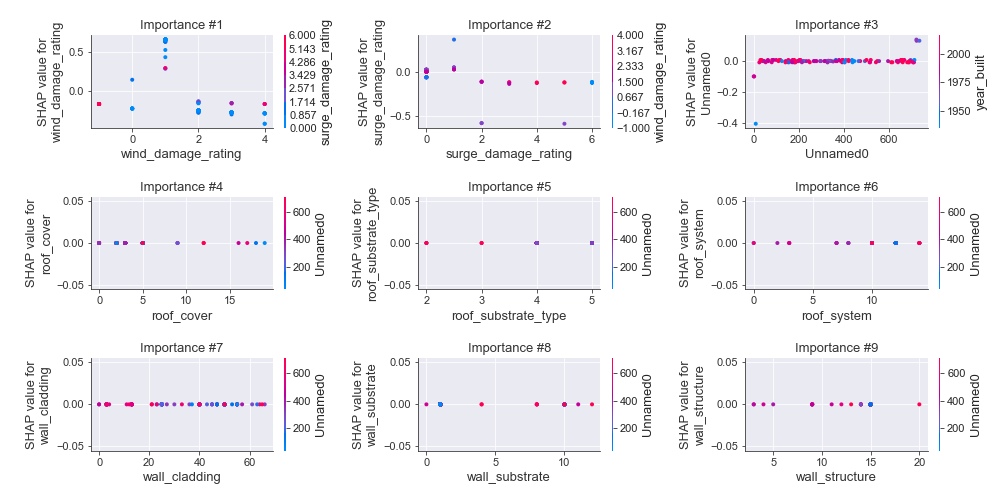 Importance #1
SHAP value for
wind_damage_rating
0.5
0.0
0
2
4
wind_damage_rating
6.000
5.143
4.286
3.429
2.571
1.714
0.857
0.000
surge_damage_rating
Importance #2
SHAP value for
surge_damage_rating
0.0
−0.5
0
2
4
6
surge_damage_rating
4.000
3.167
2.333
1.500
0.667
−0.167
−1.000
wind_damage_rating
Importance #3
SHAP value for
Unnamed0
0.0
−0.2
−0.4
0
200
400
600
Unnamed0
2000
1975
1950
year_built
Importance #4
SHAP value for
roof_cover
0.05
0.00
−0.05
0
5
10
15
roof_cover
600
400
200
Unnamed0
Importance #5
SHAP value for
roof_substrate_type
0.05
0.00
−0.05
2
3
4
5
roof_substrate_type
600
400
200
Unnamed0
Importance #6
SHAP value for
roof_system
0.05
0.00
−0.05
0
5
10
roof_system
600
400
200
Unnamed0
Importance #7
SHAP value for
wall_cladding
0.05
0.00
−0.05
0
20
40
60
wall_cladding
600
400
200
Unnamed0
Importance #8
SHAP value for
wall_substrate
0.05
0.00
−0.05
0
5
10
wall_substrate
600
400
200
Unnamed0
Importance #9
SHAP value for
wall_structure
0.05
0.00
−0.05
5
10
15
20
wall_structure
600
400
200
Unnamed0